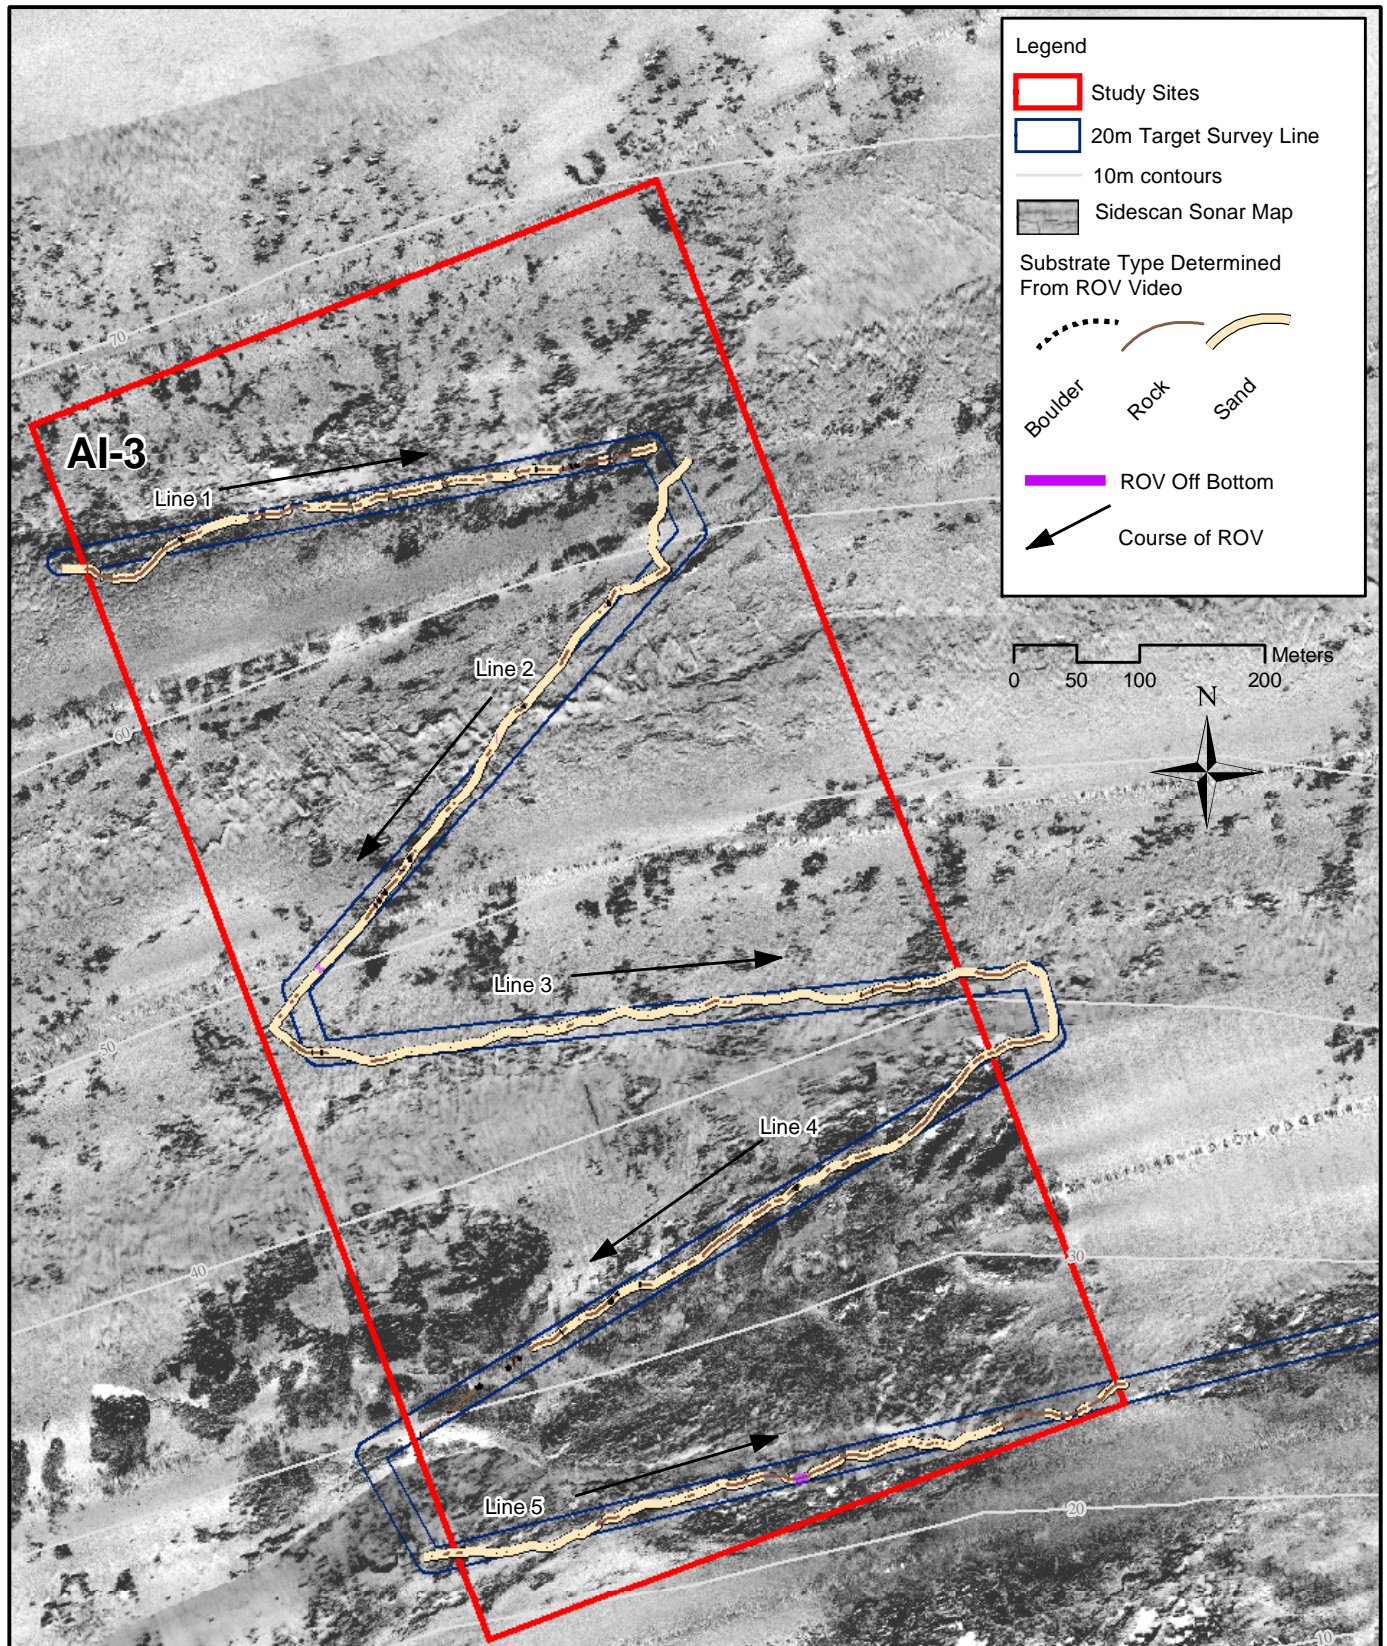 Legend
Study Sites
20m Target Survey Line
10m contours
Sidescan Sonar Map
Substrate Type Determined
From ROV Video
Boulder
Rock
Sand
ROV Off Bottom
Course of ROV
Meters
0 50 100 200
N
70
AI-3
Line 1
Line 2
60
Line 3
50
Line 4
40
30
Line 5
20
10